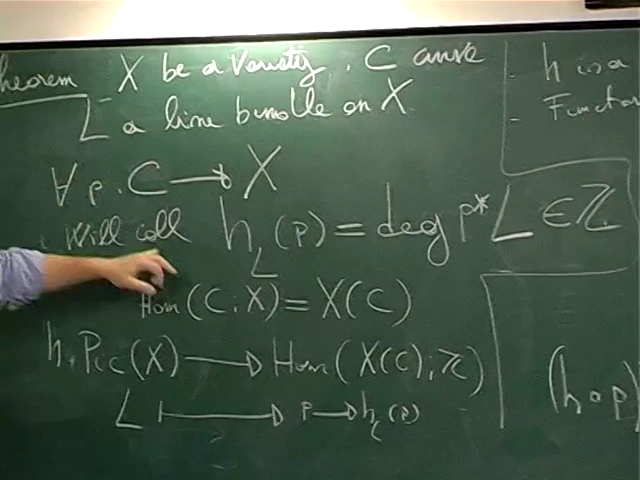 Theorem X be a Variety, C curve
L a line bundle on X
∀ p : C → X
Will call h_L (p) = deg p* L ∈ ℤ
Hom (C, X) = X(C)
h : Pic(X) → Hom (X(C); ℤ)
L ↦ p → h_L (p)
- h is a
- Functor
(h ∘ p)